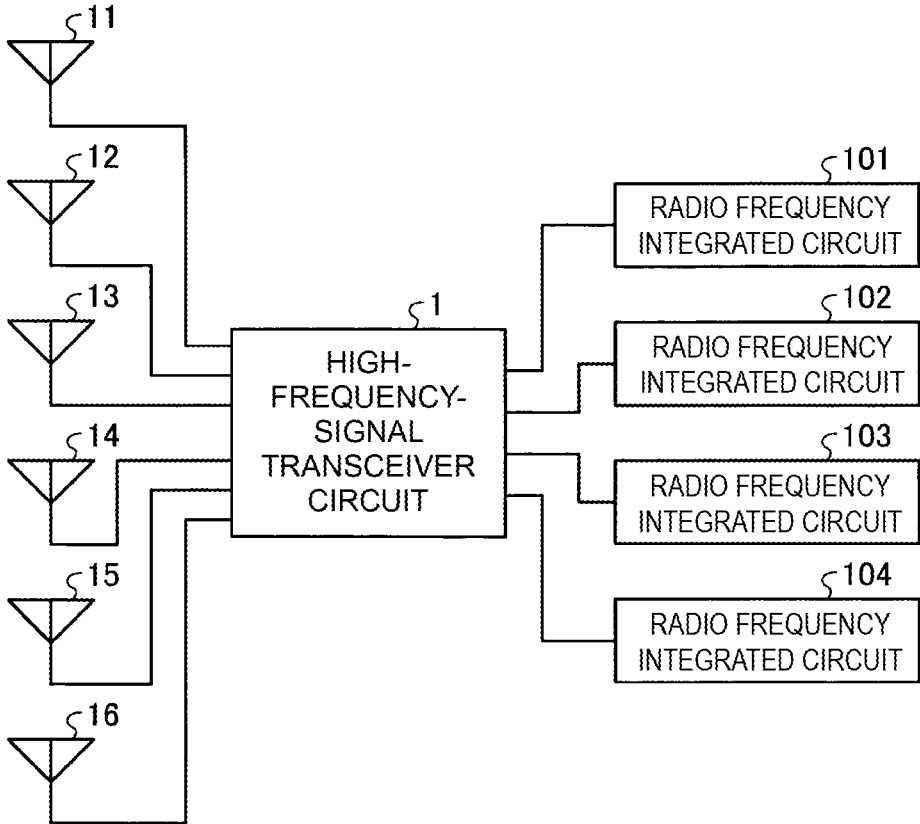 11
12
13
14
15
16
1
HIGH-
FREQUENCY-
SIGNAL
TRANSCEIVER
CIRCUIT
101
RADIO FREQUENCY
INTEGRATED CIRCUIT
102
RADIO FREQUENCY
INTEGRATED CIRCUIT
103
RADIO FREQUENCY
INTEGRATED CIRCUIT
104
RADIO FREQUENCY
INTEGRATED CIRCUIT